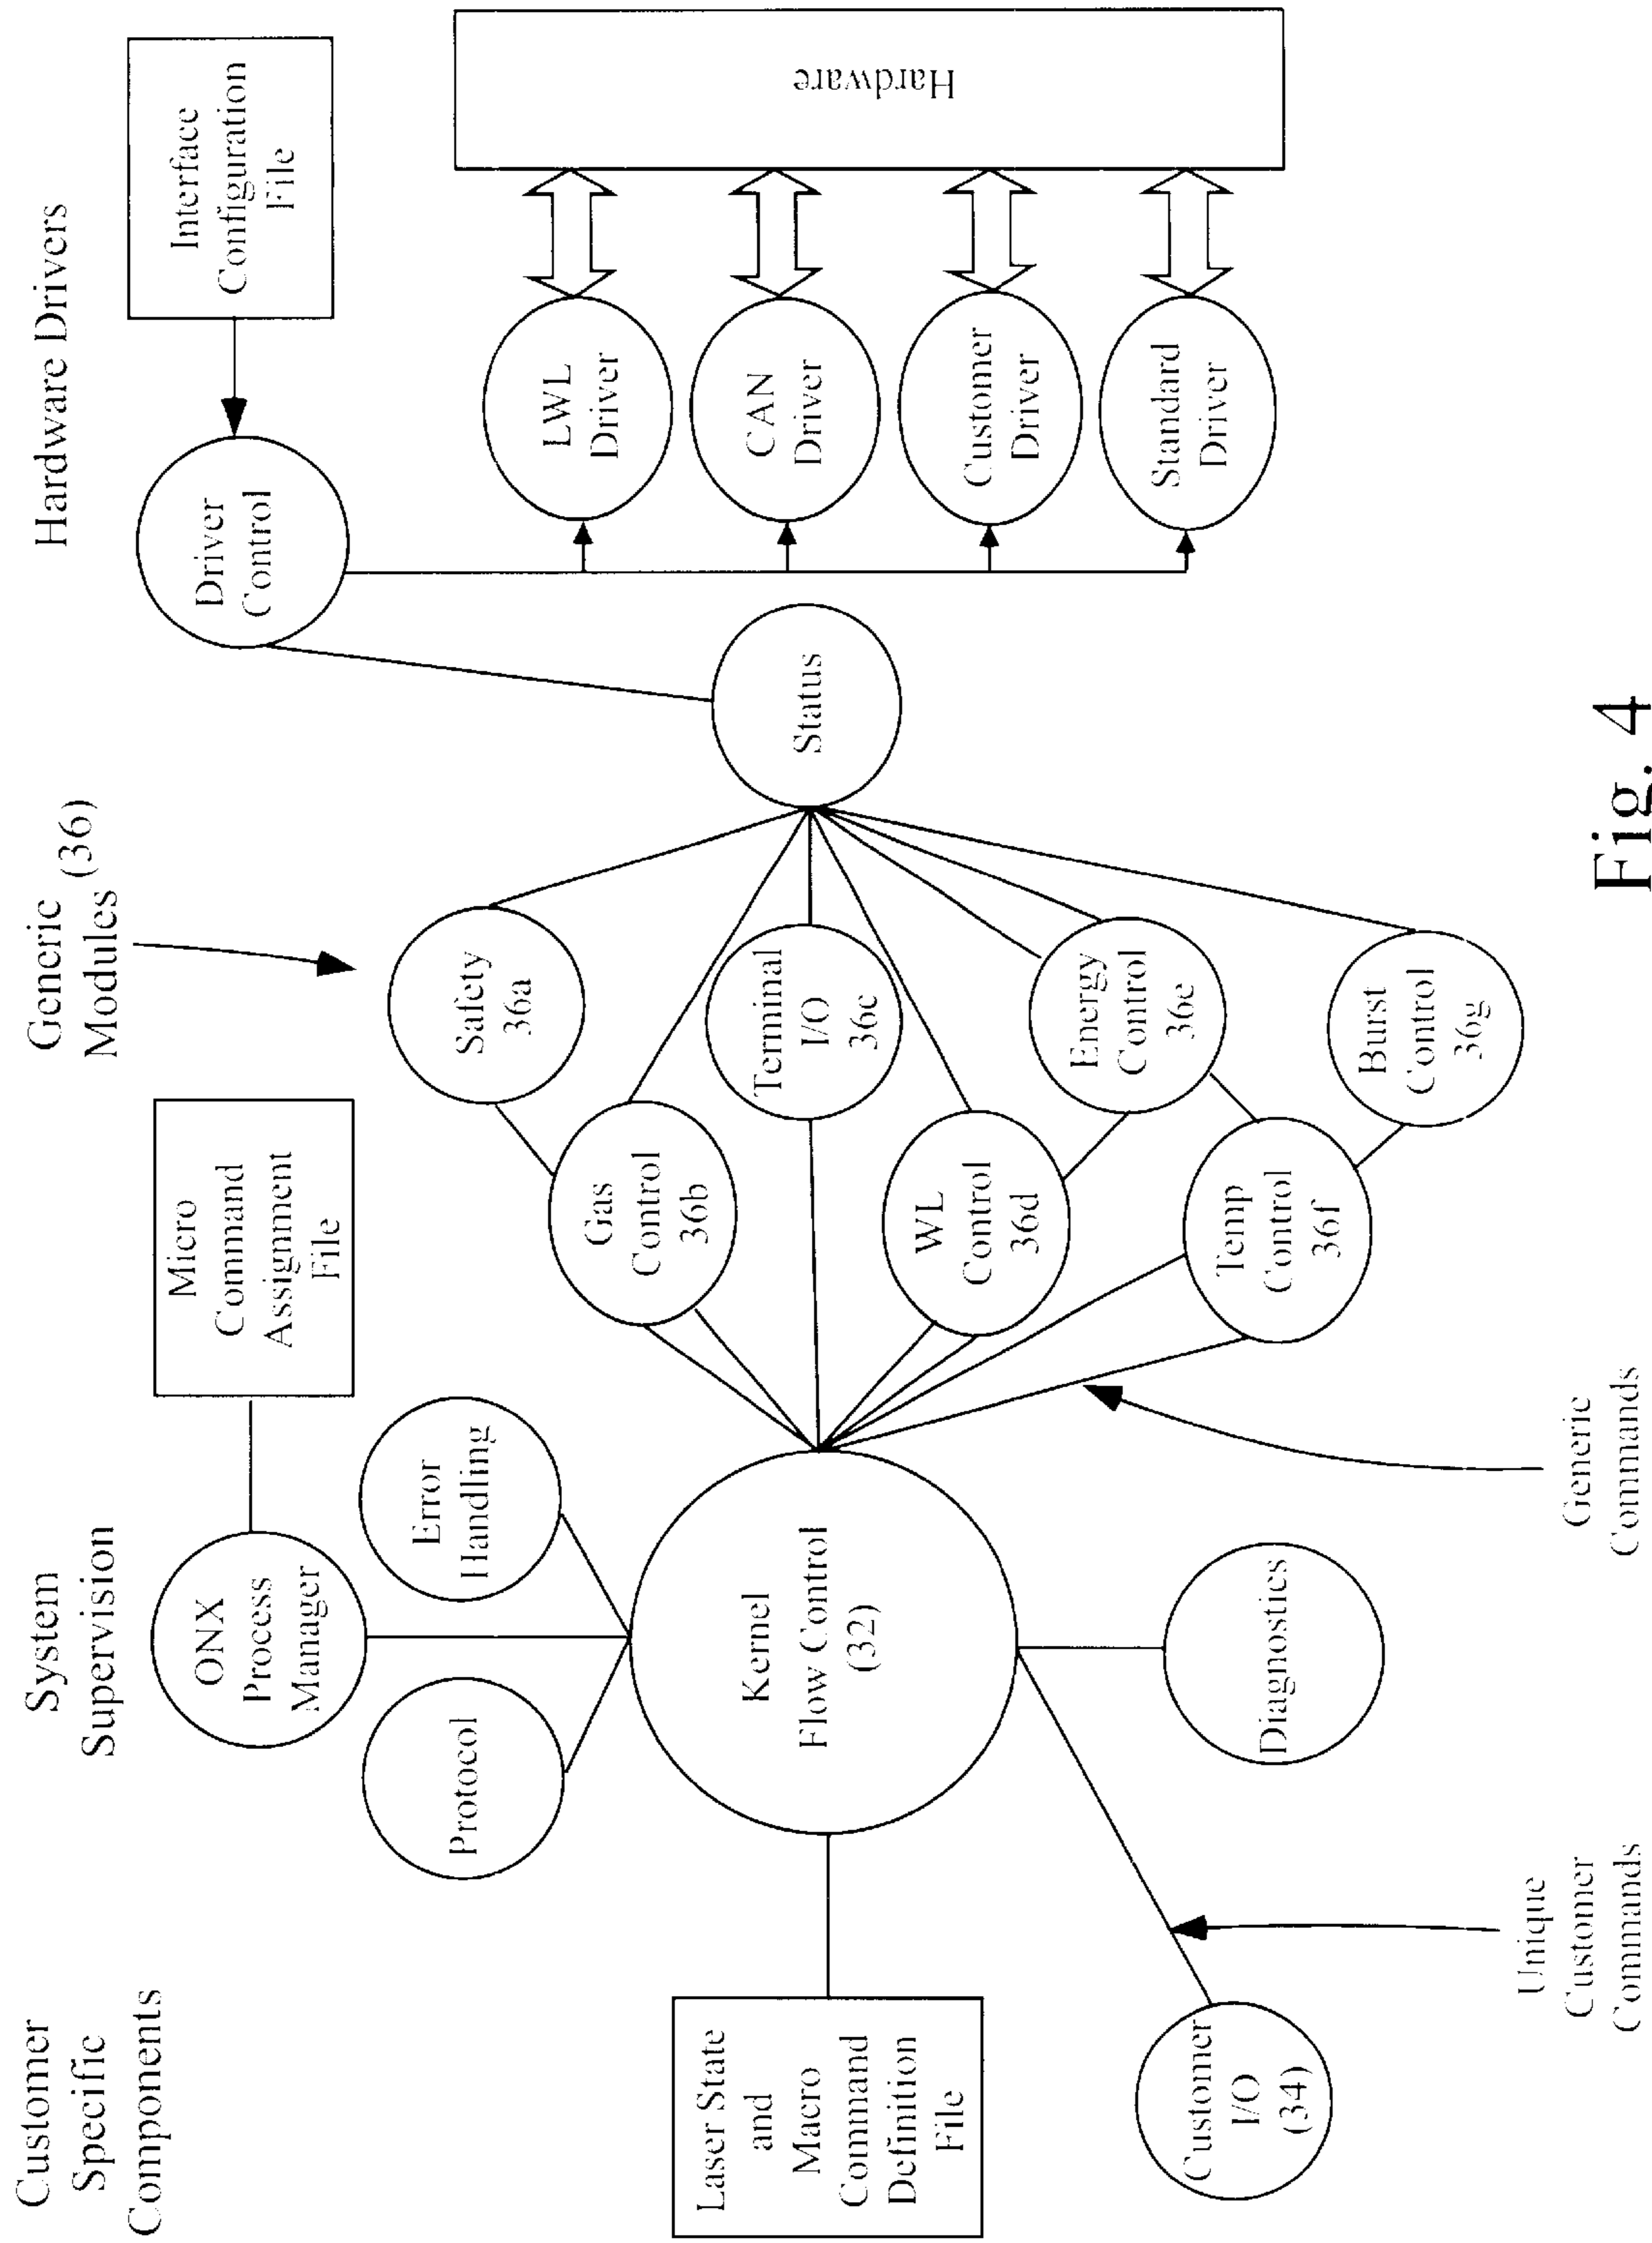 Customer
Specific
Components
System
Supervision
Generic
Modules (36)
Hardware Drivers
ONX
Process
Manager
Micro
Command
Assignment
File
Driver
Control
Interface
Configuration
File
Protocol
Error
Handling
Safety
36a
Gas
Control
36b
Terminal
I/O
36c
WL
Control
36d
Energy
Control
36e
Temp
Control
36f
Burst
Control
36g
Status
LWL
Driver
CAN
Driver
Customer
Driver
Standard
Driver
Hardware
Laser State
and
Macro
Command
Definition
File
Kernel
Flow Control
(32)
Customer
I/O
(34)
Diagnostics
Unique
Customer
Commands
Generic
Commands
Fig. 4